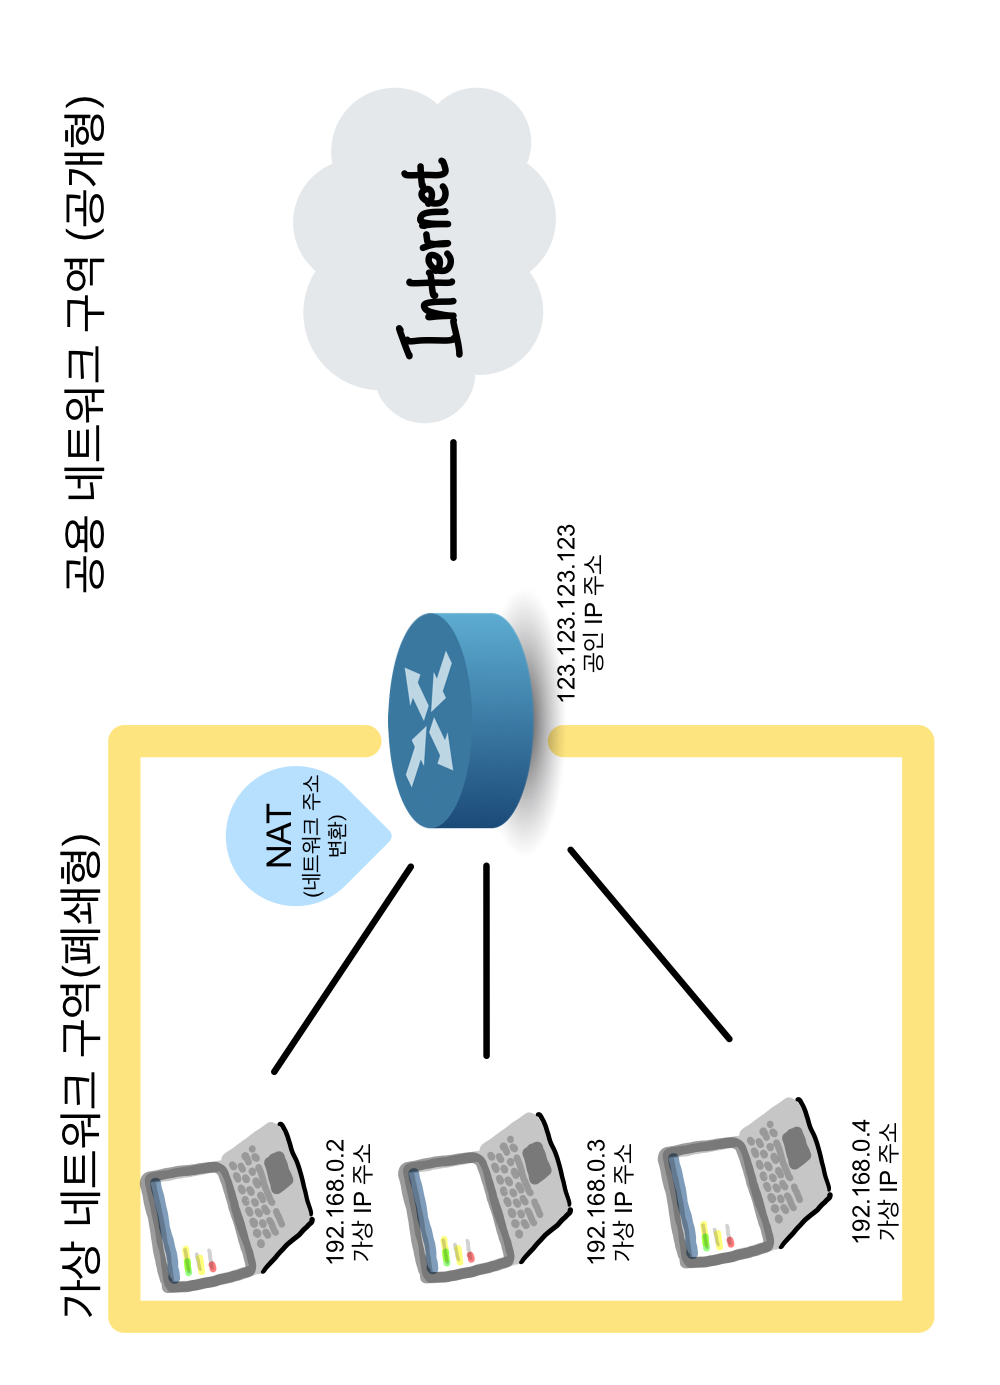 가상 네트워크 구역(폐쇄형)
공용 네트워크 구역 (공개형)
192.168.0.2
가상 IP 주소
NAT
(네트워크 주소
변환)
192.168.0.3
가상 IP 주소
192.168.0.4
가상 IP 주소
123.123.123.123
공인 IP 주소
Internet